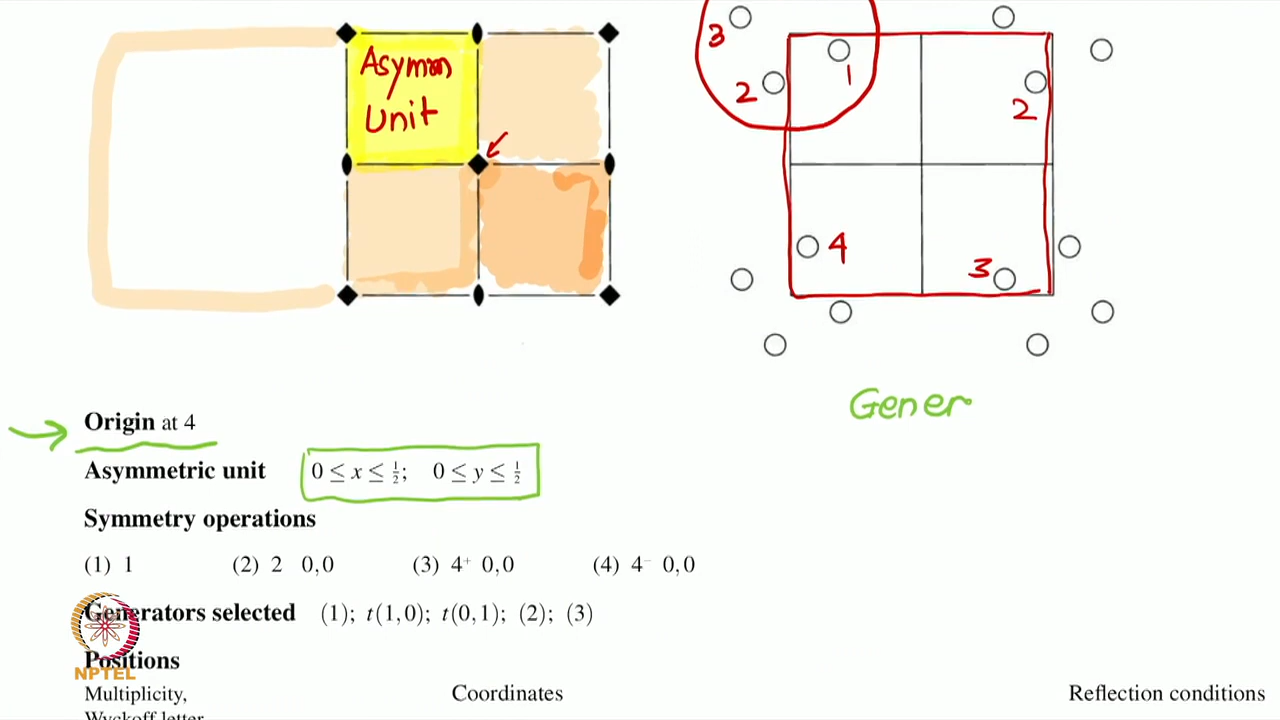 Asymm
Unit
3
2
1
2
4
3
Gener
Origin at 4
Asymmetric unit 0 ≤ x ≤ ½; 0 ≤ y ≤ ½
Symmetry operations
(1) 1 (2) 2 0,0 (3) 4⁺ 0,0 (4) 4⁻ 0,0
Generators selected (1); t(1,0); t(0,1); (2); (3)
NPTEL
Positions
Multiplicity, Coordinates Reflection conditions
Wyckoff letter